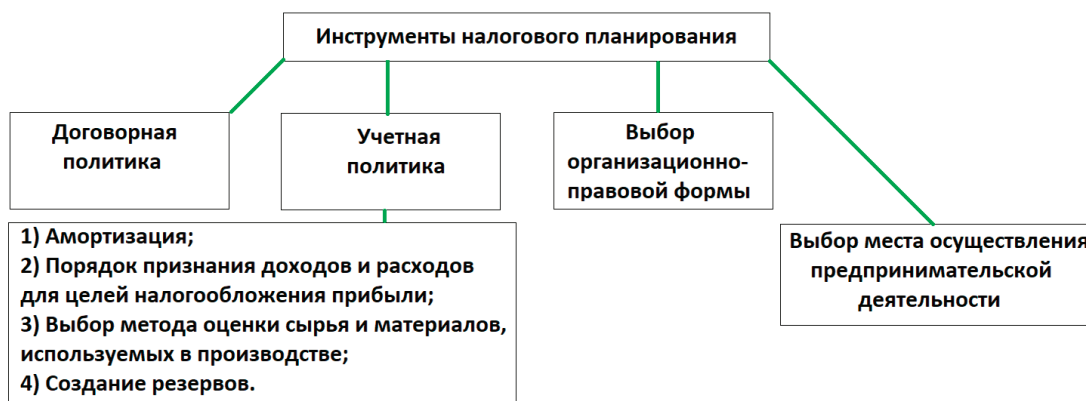 Инструменты налогового планирования
Договорная
политика
Учетная
политика
Выбор
организационно-
правовой формы
Выбор места осуществления
предпринимательской
деятельности
1) Амортизация;
2) Порядок признания доходов и расходов
для целей налогообложения прибыли;
3) Выбор метода оценки сырья и материалов,
используемых в производстве;
4) Создание резервов.